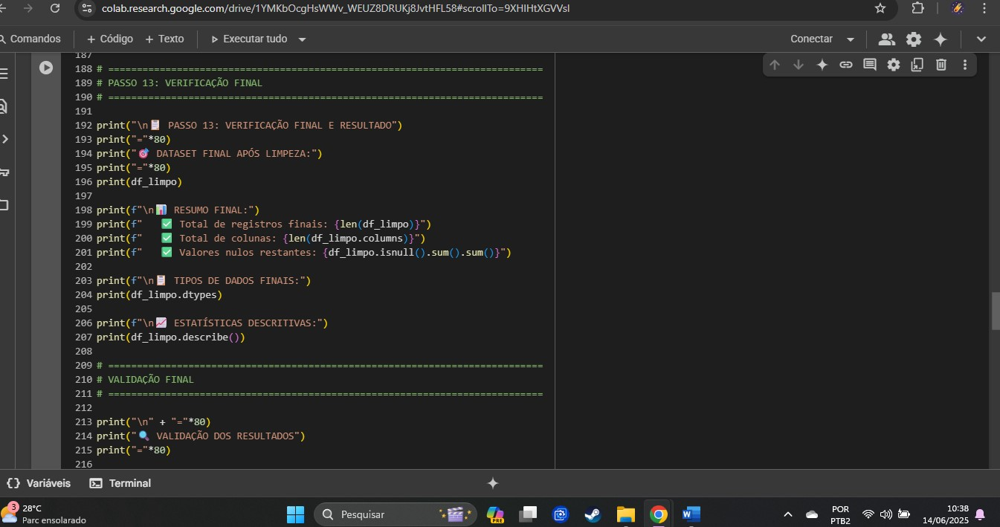 colab.research.google.com/drive/1YMKbOcgHsWWv_WEUZ8DRUKj8JvtHFL58#scrollTo=9XHIHtXGVVsI
Comandos + Código + Texto Executar tudo Conectar
187
188 # ============================================================================
189 # PASSO 13: VERIFICAÇÃO FINAL
190 # ============================================================================
191
192 print("\n📋 PASSO 13: VERIFICAÇÃO FINAL E RESULTADO")
193 print("="*80)
194 print("🎯 DATASET FINAL APÓS LIMPEZA:")
195 print("="*80)
196 print(df_limpo)
197
198 print(f"\n📊 RESUMO FINAL:")
199 print(f"   ✅ Total de registros finais: {len(df_limpo)}")
200 print(f"   ✅ Total de colunas: {len(df_limpo.columns)}")
201 print(f"   ✅ Valores nulos restantes: {df_limpo.isnull().sum().sum()}")
202
203 print(f"\n📋 TIPOS DE DADOS FINAIS:")
204 print(df_limpo.dtypes)
205
206 print(f"\n📈 ESTATÍSTICAS DESCRITIVAS:")
207 print(df_limpo.describe())
208
209 # ============================================================================
210 # VALIDAÇÃO FINAL
211 # ============================================================================
212
213 print("\n" + "="*80)
214 print("🔍 VALIDAÇÃO DOS RESULTADOS")
215 print("="*80)
216
{} Variáveis Terminal
3 28°C
Parc ensolarado
Pesquisar
PRE
POR
PTB2
10:38
14/06/2025